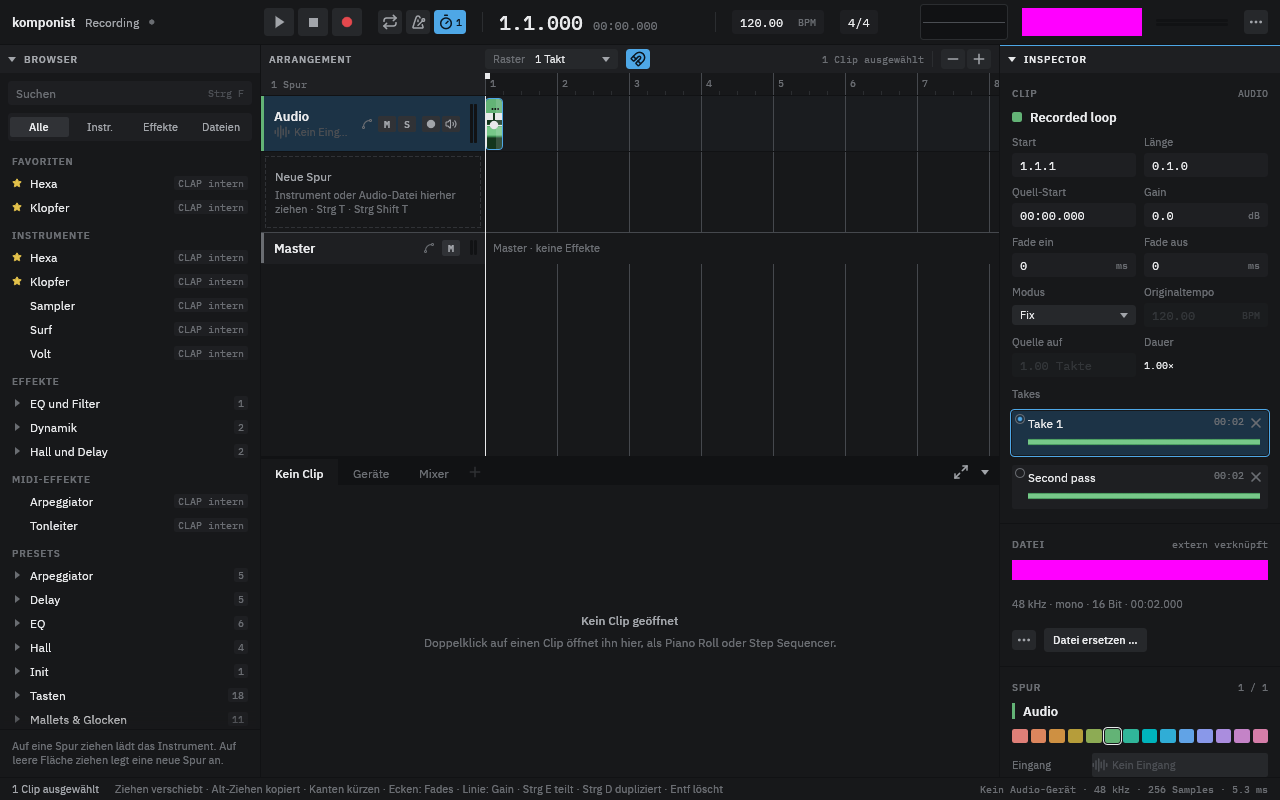 komponist Recording
1
1.1.000 00:00.000
120.00 BPM
4/4
BROWSER
Suchen Strg F
Alle Instr. Effekte Dateien
FAVORITEN
Hexa CLAP intern
Klopfer CLAP intern
INSTRUMENTE
Hexa CLAP intern
Klopfer CLAP intern
Sampler CLAP intern
Surf CLAP intern
Volt CLAP intern
EFFEKTE
EQ und Filter 1
Dynamik 2
Hall und Delay 2
MIDI-EFFEKTE
Arpeggiator CLAP intern
Tonleiter CLAP intern
PRESETS
Arpeggiator 5
Delay 5
EQ 6
Hall 4
Init 1
Tasten 18
Mallets & Glocken 11
Auf eine Spur ziehen lädt das Instrument. Auf
leere Fläche ziehen legt eine neue Spur an.
ARRANGEMENT
Raster 1 Takt
1 Clip ausgewählt
1 Spur
1 2 3 4 5 6 7 8
Audio
Kein Eing...
M S
Neue Spur
Instrument oder Audio-Datei hierher
ziehen · Strg T · Strg Shift T
Master M
Master · keine Effekte
Kein Clip Geräte Mixer
Kein Clip geöffnet
Doppelklick auf einen Clip öffnet ihn hier, als Piano Roll oder Step Sequencer.
INSPECTOR
CLIP AUDIO
Recorded loop
Start Länge
1.1.1 0.1.0
Quell-Start Gain
00:00.000 0.0 dB
Fade ein Fade aus
0 ms 0 ms
Modus Originaltempo
Fix 120.00 BPM
Quelle auf Dauer
1.00 Takte 1.00×
Takes
Take 1 00:02
Second pass 00:02
DATEI extern verknüpft
48 kHz · mono · 16 Bit · 00:02.000
Datei ersetzen ...
SPUR 1 / 1
Audio
Eingang Kein Eingang
1 Clip ausgewählt Ziehen verschiebt · Alt-Ziehen kopiert · Kanten kürzen · Ecken: Fades · Linie: Gain · Strg E teilt · Strg D dupliziert · Entf löscht
Kein Audio-Gerät · 48 kHz · 256 Samples · 5.3 ms